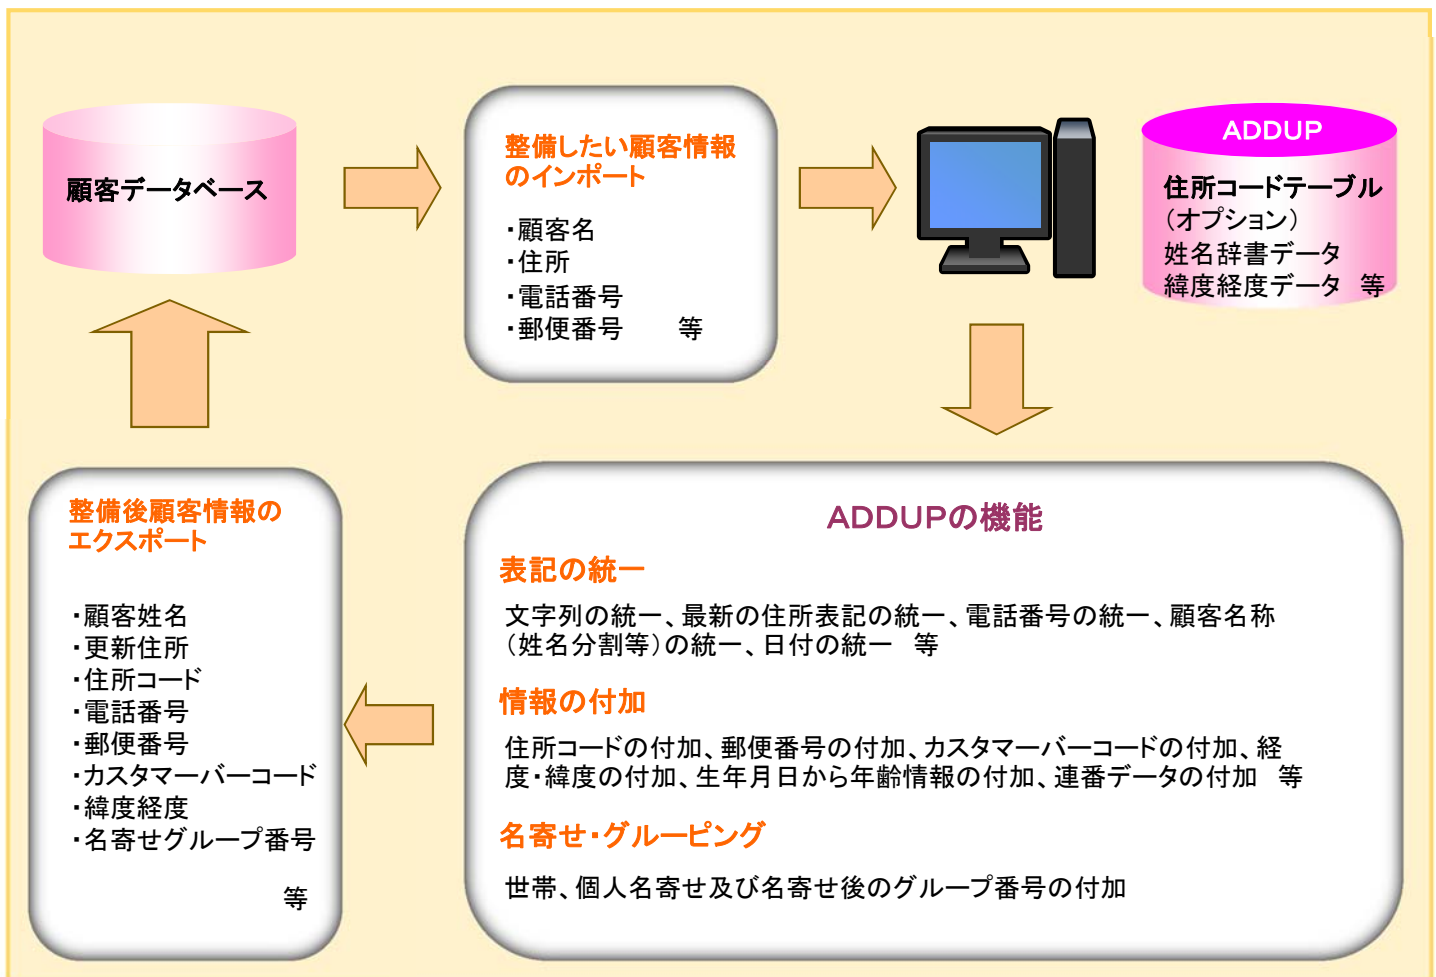 顧客データベース
整備したい顧客情報
のインポート
・顧客名
・住所
・電話番号
・郵便番号　　等
ADDUP
住所コードテーブル
（オプション）
姓名辞書データ
緯度経度データ　等
ADDUPの機能
表記の統一
文字列の統一、最新の住所表記の統一、電話番号の統一、顧客名称
（姓名分割等）の統一、日付の統一　等
情報の付加
住所コードの付加、郵便番号の付加、カスタマーバーコードの付加、経
度・緯度の付加、生年月日から年齢情報の付加、連番データの付加　等
名寄せ・グルーピング
世帯、個人名寄せ及び名寄せ後のグループ番号の付加
整備後顧客情報の
エクスポート
・顧客姓名
・更新住所
・住所コード
・電話番号
・郵便番号
・カスタマーバーコード
・緯度経度
・名寄せグループ番号
等